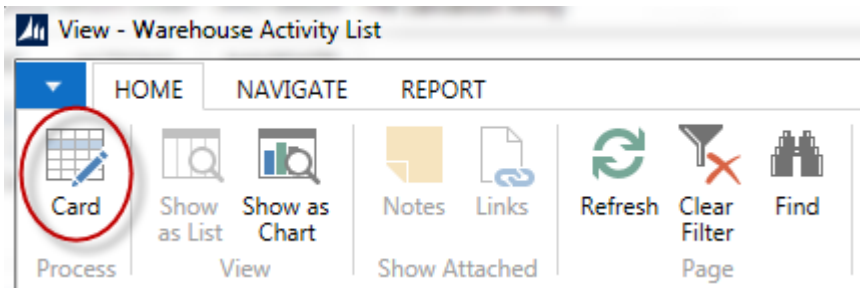 View - Warehouse Activity List
HOME NAVIGATE REPORT
Card Show as List Show as Chart Notes Links Refresh Clear Filter Find
Process View Show Attached Page